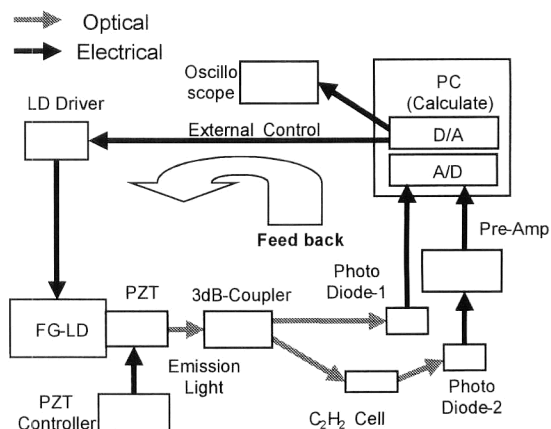 Optical
Electrical
Oscillo
scope
PC
(Calculate)
D/A
A/D
LD Driver
External Control
Feed back
Pre-Amp
Photo
Diode-1
PZT
3dB-Coupler
FG-LD
Emission
Light
PZT
Controller
C₂H₂ Cell
Photo
Diode-2